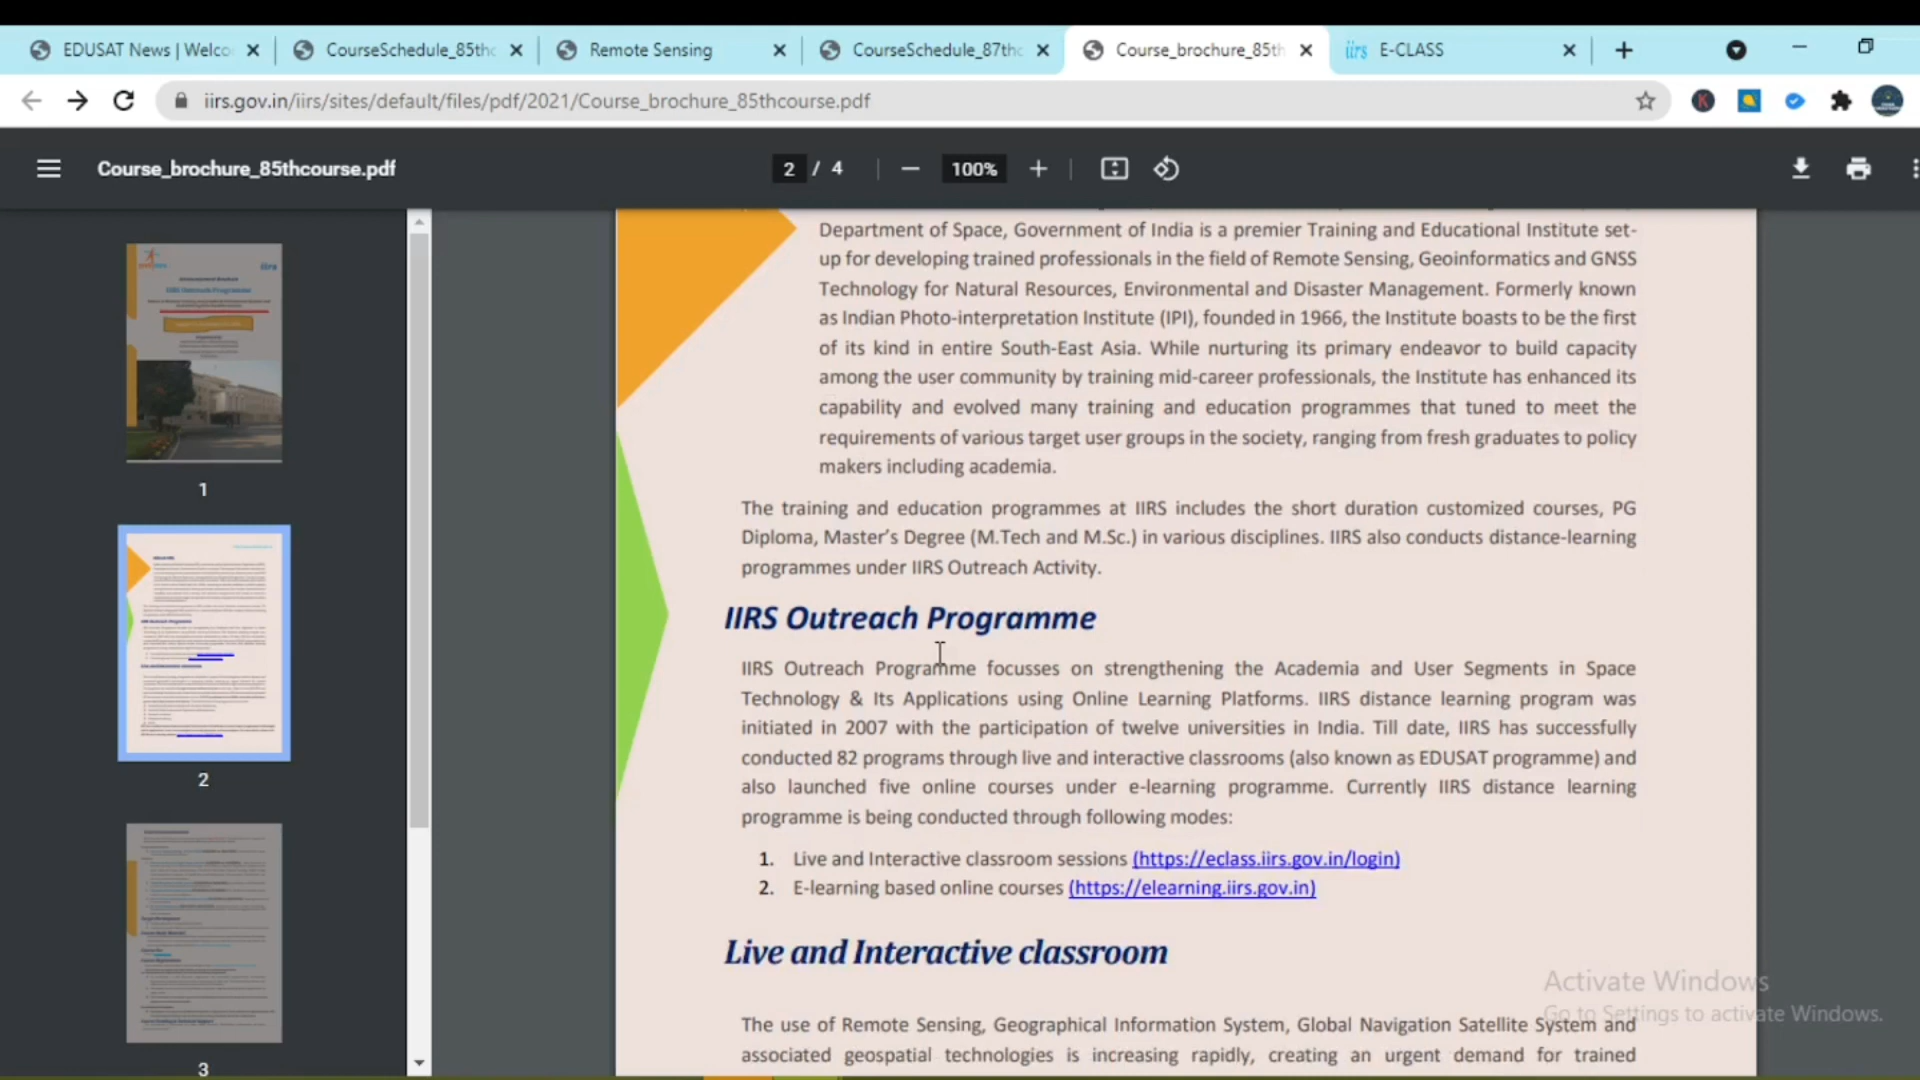 EDUSAT News | Welco
CourseSchedule_85thc
Remote Sensing
CourseSchedule_87thc
Course_brochure_85th
iirs E-CLASS
iirs.gov.in/iirs/sites/default/files/pdf/2021/Course_brochure_85thcourse.pdf
Course_brochure_85thcourse.pdf
2 / 4
100%
1
2
3
Department of Space, Government of India is a premier Training and Educational Institute set-
up for developing trained professionals in the field of Remote Sensing, Geoinformatics and GNSS
Technology for Natural Resources, Environmental and Disaster Management. Formerly known
as Indian Photo-interpretation Institute (IPI), founded in 1966, the Institute boasts to be the first
of its kind in entire South-East Asia. While nurturing its primary endeavor to build capacity
among the user community by training mid-career professionals, the Institute has enhanced its
capability and evolved many training and education programmes that tuned to meet the
requirements of various target user groups in the society, ranging from fresh graduates to policy
makers including academia.
The training and education programmes at IIRS includes the short duration customized courses, PG
Diploma, Master's Degree (M.Tech and M.Sc.) in various disciplines. IIRS also conducts distance-learning
programmes under IIRS Outreach Activity.
IIRS Outreach Programme
IIRS Outreach Programme focusses on strengthening the Academia and User Segments in Space
Technology & Its Applications using Online Learning Platforms. IIRS distance learning program was
initiated in 2007 with the participation of twelve universities in India. Till date, IIRS has successfully
conducted 82 programs through live and interactive classrooms (also known as EDUSAT programme) and
also launched five online courses under e-learning programme. Currently IIRS distance learning
programme is being conducted through following modes:
1. Live and Interactive classroom sessions (https://eclass.iirs.gov.in/login)
2. E-learning based online courses (https://elearning.iirs.gov.in)
Live and Interactive classroom
The use of Remote Sensing, Geographical Information System, Global Navigation Satellite System and
associated geospatial technologies is increasing rapidly, creating an urgent demand for trained
Activate Windows
Go to Settings to activate Windows.